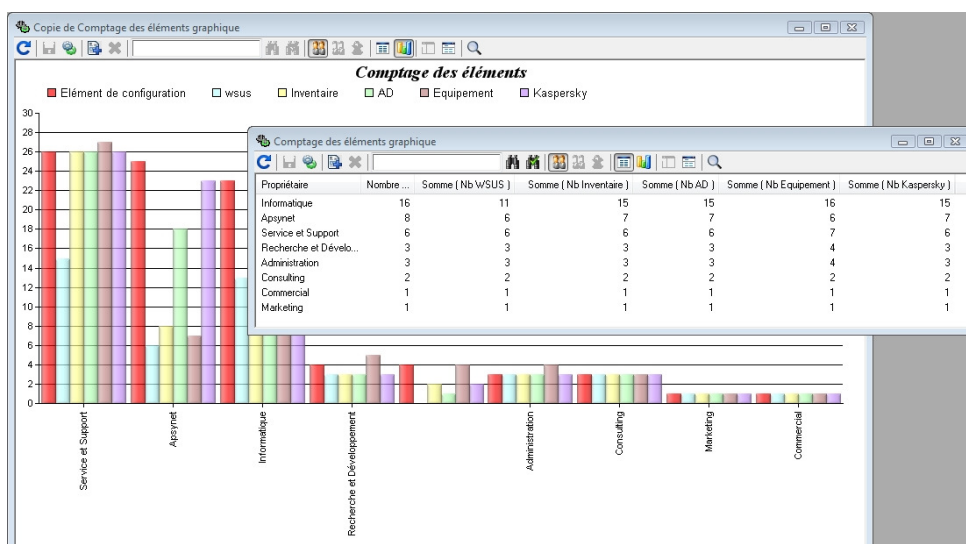 Copie de Comptage des éléments graphique
Comptage des éléments
Elément de configuration wsus Inventaire AD Equipement Kaspersky
30
28
26
24
22
20
18
16
14
12
10
8
6
4
2
0
Service et Support
Apsynet
Informatique
Recherche et Développement
Administration
Consulting
Marketing
Commercial
Comptage des éléments graphique
Propriétaire Nombre ... Somme ( Nb WSUS ) Somme ( Nb Inventaire ) Somme ( Nb AD ) Somme ( Nb Equipement ) Somme ( Nb Kaspersky )
Informatique 16 11 15 15 16 15
Apsynet 8 6 7 7 6 7
Service et Support 6 6 6 6 7 6
Recherche et Dévelo... 3 3 3 3 4 3
Administration 3 3 3 3 4 3
Consulting 2 2 2 2 2 2
Commercial 1 1 1 1 1 1
Marketing 1 1 1 1 1 1